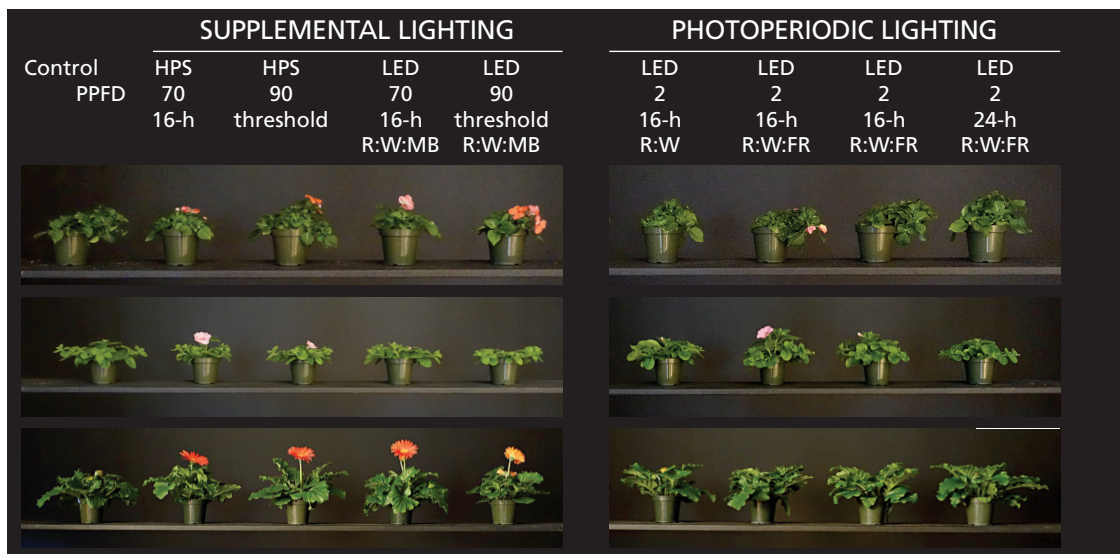 SUPPLEMENTAL LIGHTING
Control HPS HPS LED LED
PPFD 70 90 70 90
16-h threshold 16-h threshold
R:W:MB R:W:MB
PHOTOPERIODIC LIGHTING
LED LED LED LED
2 2 2 2
16-h 16-h 16-h 24-h
R:W R:W:FR R:W:FR R:W:FR